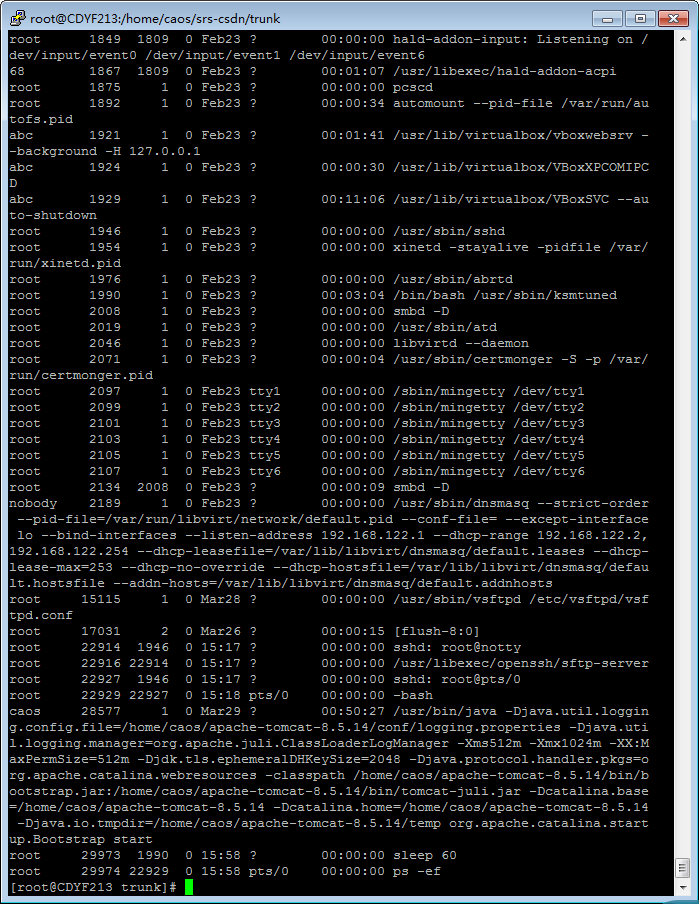 root@CDYF213:/home/caos/srs-csdn/trunk
root      1849  1809  0 Feb23 ?        00:00:00 hald-addon-input: Listening on /
dev/input/event0 /dev/input/event1 /dev/input/event6
68        1867  1809  0 Feb23 ?        00:01:07 /usr/libexec/hald-addon-acpi
root      1875     1  0 Feb23 ?        00:00:00 pcscd
root      1892     1  0 Feb23 ?        00:00:34 automount --pid-file /var/run/au
tofs.pid
abc       1921     1  0 Feb23 ?        00:01:41 /usr/lib/virtualbox/vboxwebsrv -
-background -H 127.0.0.1
abc       1924     1  0 Feb23 ?        00:00:30 /usr/lib/virtualbox/VBoxXPCOMIPC
D
abc       1929     1  0 Feb23 ?        00:11:06 /usr/lib/virtualbox/VBoxSVC --au
to-shutdown
root      1946     1  0 Feb23 ?        00:00:00 /usr/sbin/sshd
root      1954     1  0 Feb23 ?        00:00:00 xinetd -stayalive -pidfile /var/
run/xinetd.pid
root      1976     1  0 Feb23 ?        00:00:00 /usr/sbin/abrtd
root      1990     1  0 Feb23 ?        00:03:04 /bin/bash /usr/sbin/ksmtuned
root      2008     1  0 Feb23 ?        00:00:00 smbd -D
root      2019     1  0 Feb23 ?        00:00:00 /usr/sbin/atd
root      2046     1  0 Feb23 ?        00:00:00 libvirtd --daemon
root      2071     1  0 Feb23 ?        00:00:04 /usr/sbin/certmonger -S -p /var/
run/certmonger.pid
root      2097     1  0 Feb23 tty1     00:00:00 /sbin/mingetty /dev/tty1
root      2099     1  0 Feb23 tty2     00:00:00 /sbin/mingetty /dev/tty2
root      2101     1  0 Feb23 tty3     00:00:00 /sbin/mingetty /dev/tty3
root      2103     1  0 Feb23 tty4     00:00:00 /sbin/mingetty /dev/tty4
root      2105     1  0 Feb23 tty5     00:00:00 /sbin/mingetty /dev/tty5
root      2107     1  0 Feb23 tty6     00:00:00 /sbin/mingetty /dev/tty6
root      2134  2008  0 Feb23 ?        00:00:09 smbd -D
nobody    2189     1  0 Feb23 ?        00:00:00 /usr/sbin/dnsmasq --strict-order
 --pid-file=/var/run/libvirt/network/default.pid --conf-file= --except-interface
 lo --bind-interfaces --listen-address 192.168.122.1 --dhcp-range 192.168.122.2,
192.168.122.254 --dhcp-leasefile=/var/lib/libvirt/dnsmasq/default.leases --dhcp-
lease-max=253 --dhcp-no-override --dhcp-hostsfile=/var/lib/libvirt/dnsmasq/defau
lt.hostsfile --addn-hosts=/var/lib/libvirt/dnsmasq/default.addnhosts
root     15115     1  0 Mar28 ?        00:00:00 /usr/sbin/vsftpd /etc/vsftpd/vsf
tpd.conf
root     17031     2  0 Mar26 ?        00:00:15 [flush-8:0]
root     22914  1946  0 15:17 ?        00:00:00 sshd: root@notty
root     22916 22914  0 15:17 ?        00:00:00 /usr/libexec/openssh/sftp-server
root     22927  1946  0 15:17 ?        00:00:00 sshd: root@pts/0
root     22929 22927  0 15:18 pts/0    00:00:00 -bash
caos     28577     1  0 Mar29 ?        00:50:27 /usr/bin/java -Djava.util.loggin
g.config.file=/home/caos/apache-tomcat-8.5.14/conf/logging.properties -Djava.uti
l.logging.manager=org.apache.juli.ClassLoaderLogManager -Xms512m -Xmx1024m -XX:M
axPermSize=512m -Djdk.tls.ephemeralDHKeySize=2048 -Djava.protocol.handler.pkgs=o
rg.apache.catalina.webresources -classpath /home/caos/apache-tomcat-8.5.14/bin/b
ootstrap.jar:/home/caos/apache-tomcat-8.5.14/bin/tomcat-juli.jar -Dcatalina.base
=/home/caos/apache-tomcat-8.5.14 -Dcatalina.home=/home/caos/apache-tomcat-8.5.14
 -Djava.io.tmpdir=/home/caos/apache-tomcat-8.5.14/temp org.apache.catalina.start
up.Bootstrap start
root     29973  1990  0 15:58 ?        00:00:00 sleep 60
root     29974 22929  0 15:58 pts/0    00:00:00 ps -ef
[root@CDYF213 trunk]#